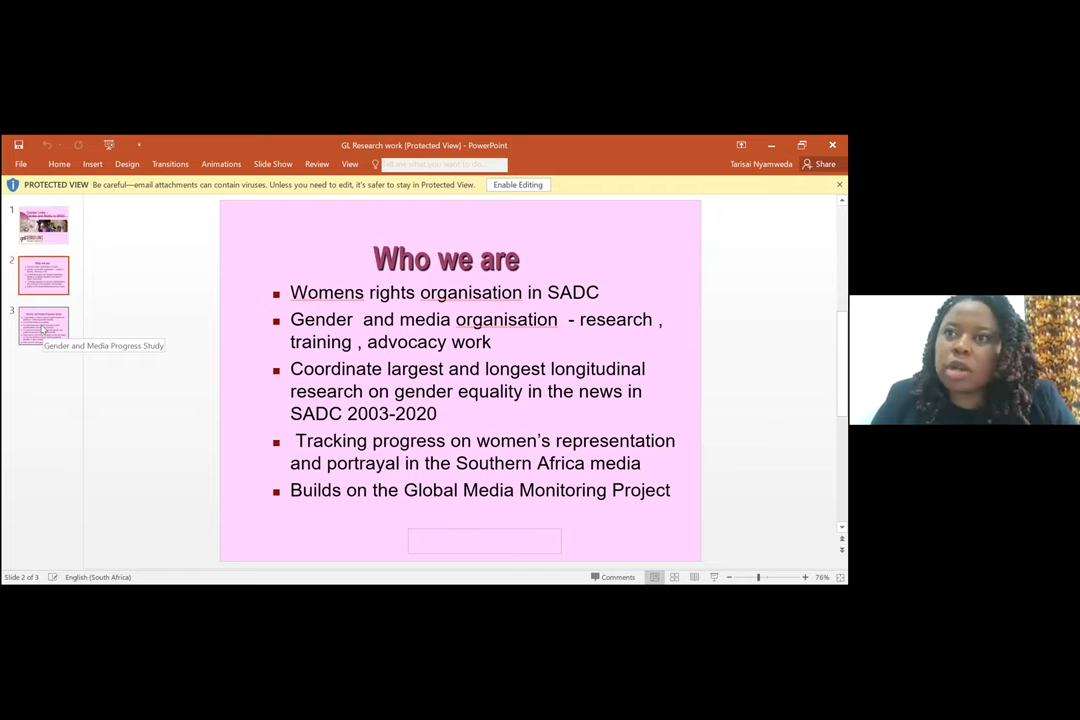 GL Research work [Protected View] - PowerPoint
File Home Insert Design Transitions Animations Slide Show Review View Tell me what you want to do... Tarisai Nyamweda Share
PROTECTED VIEW Be careful—email attachments can contain viruses. Unless you need to edit, it's safer to stay in Protected View. Enable Editing
1
2
3
Gender and Media Progress Study
Who we are
Womens rights organisation in SADC
Gender and media organisation - research ,
training , advocacy work
Coordinate largest and longest longitudinal
research on gender equality in the news in
SADC 2003-2020
Tracking progress on women's representation
and portrayal in the Southern Africa media
Builds on the Global Media Monitoring Project
Slide 2 of 3 English (South Africa) Comments 76%